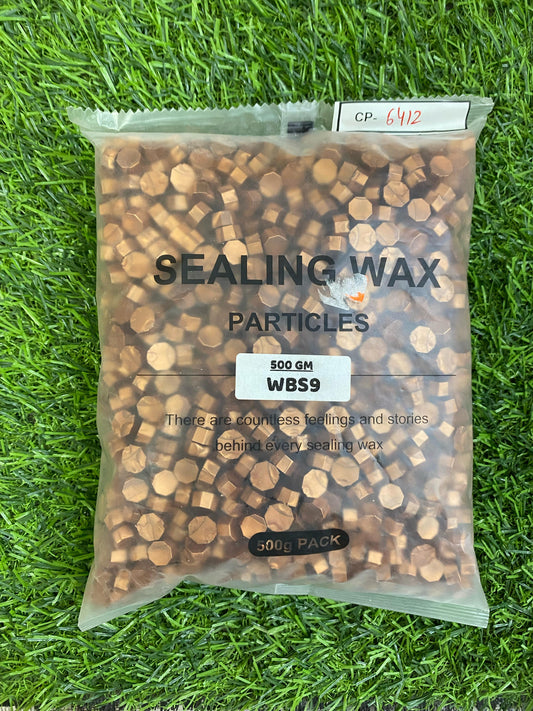 CP- 6412
SEALING WAX
PARTICLES
500 GM
WBS9
There are countless feelings and stories
behind every sealing wax
500g PACK